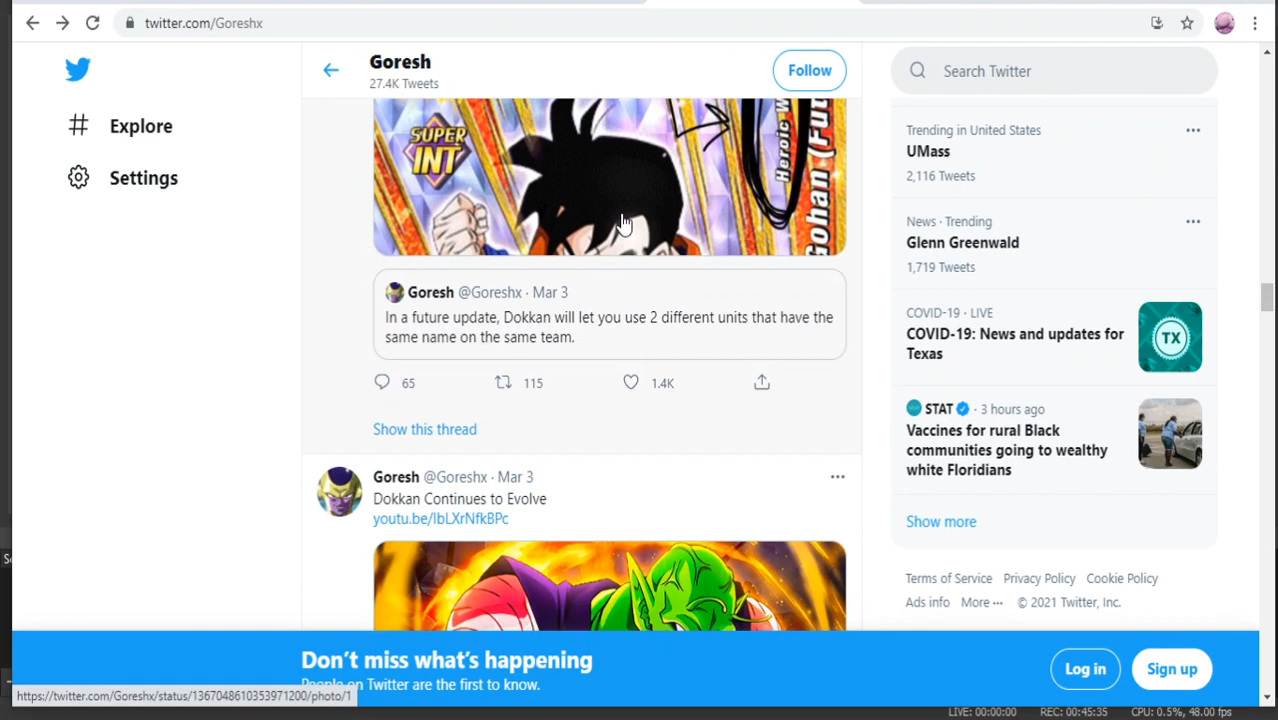 twitter.com/Goreshx
Explore
Settings
Goresh
27.4K Tweets
Follow
SUPER
INT
Heroic W
Gohan (Fut
Goresh @Goreshx · Mar 3
In a future update, Dokkan will let you use 2 different units that have the
same name on the same team.
65
115
1.4K
Show this thread
Goresh @Goreshx · Mar 3
Dokkan Continues to Evolve
youtu.be/IbLXrNfkBPc
Search Twitter
Trending in United States
UMass
2,116 Tweets
News · Trending
Glenn Greenwald
1,719 Tweets
COVID-19 · LIVE
COVID-19: News and updates for
Texas
TX
STAT · 3 hours ago
Vaccines for rural Black
communities going to wealthy
white Floridians
Show more
Terms of Service Privacy Policy Cookie Policy
Ads info More ··· © 2021 Twitter, Inc.
Don't miss what's happening
People on Twitter are the first to know.
Log in
Sign up
https://twitter.com/Goreshx/status/1367048610353971200/photo/1
LIVE: 00:00:00 REC: 00:45:35 CPU: 0.5%, 48.00 fps